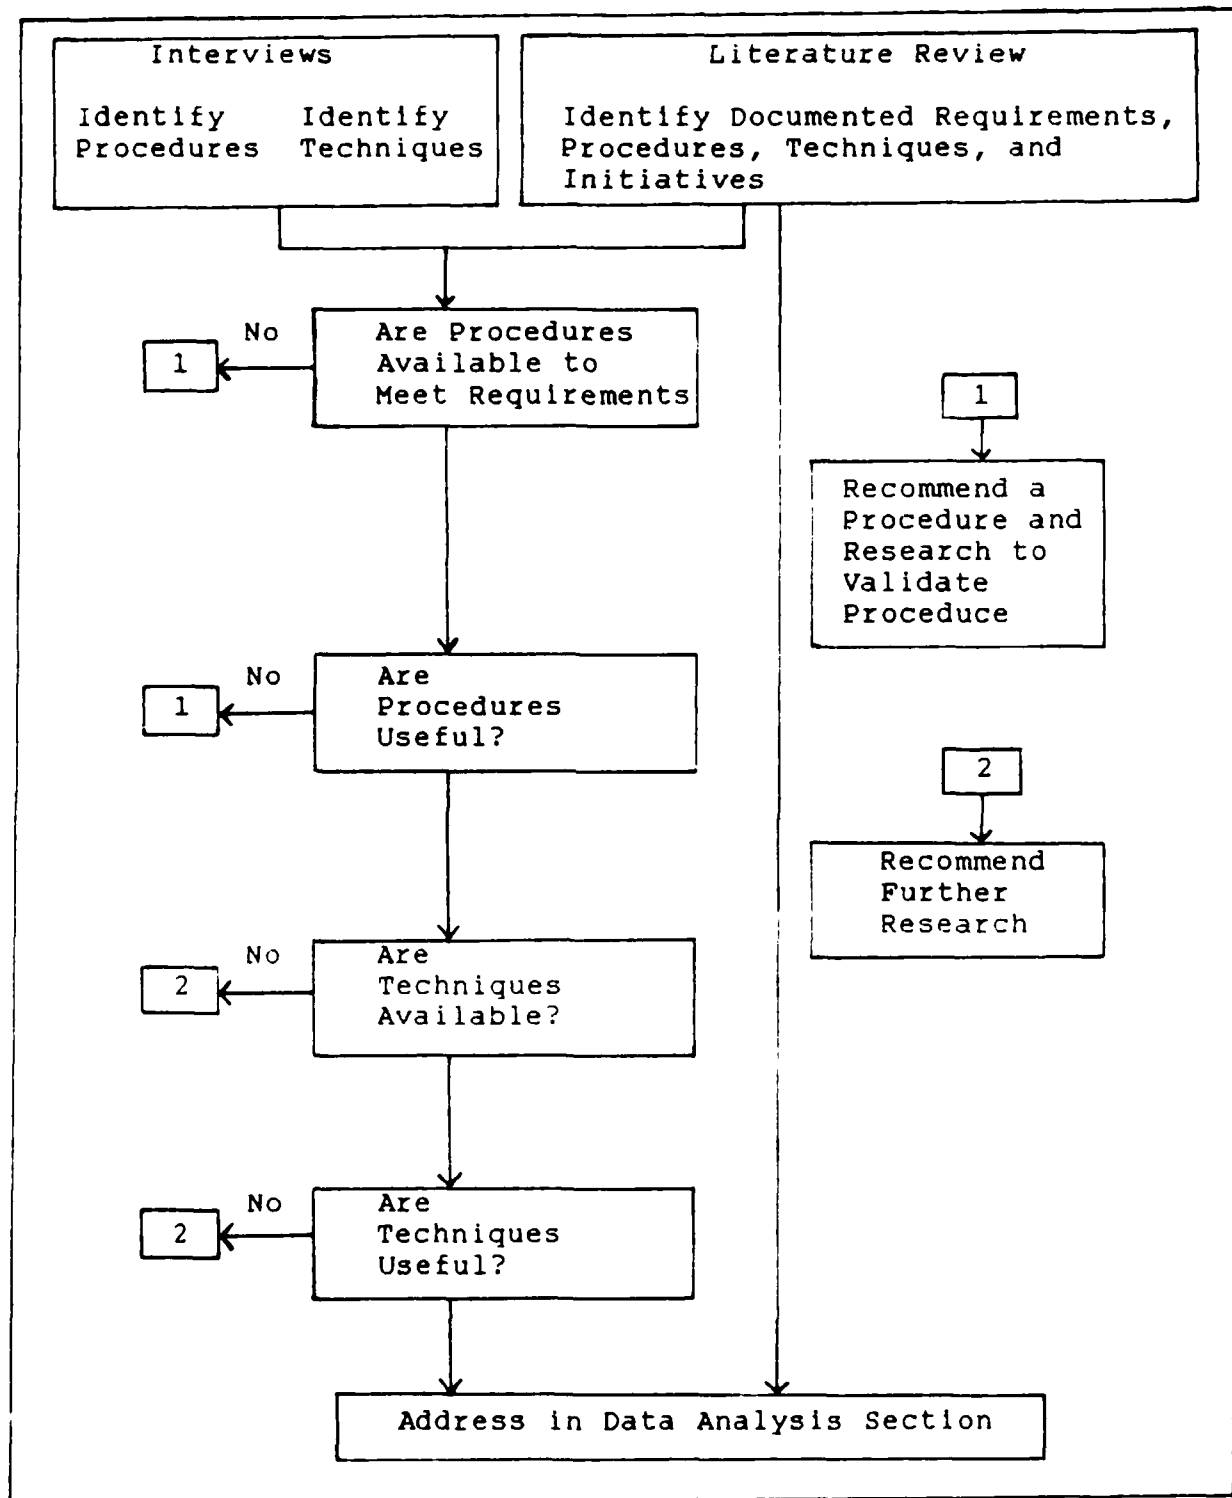 Interviews
Identify Identify
Procedures Techniques
Literature Review
Identify Documented Requirements,
Procedures, Techniques, and
Initiatives
No
1
Are Procedures
Available to
Meet Requirements
1
Recommend a
Procedure and
Research to
Validate
Proceduce
No
1
Are
Procedures
Useful?
2
Recommend
Further
Research
No
2
Are
Techniques
Available?
No
2
Are
Techniques
Useful?
Address in Data Analysis Section